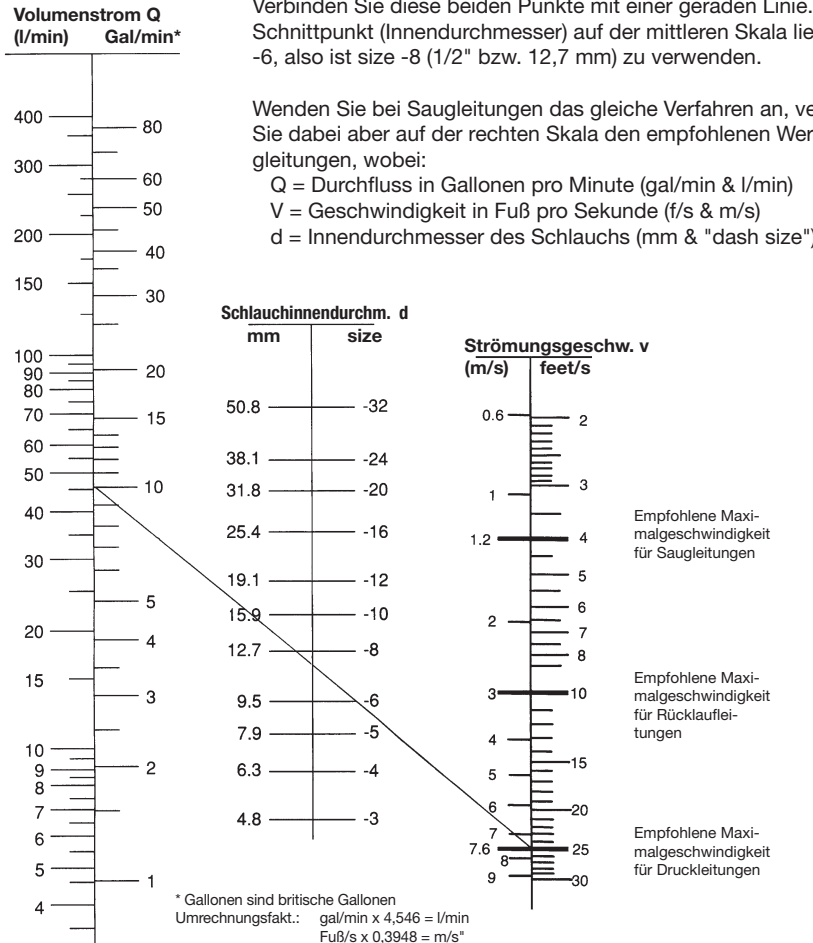 Verbinden Sie diese beiden Punkte mit einer geraden Linie.
Schnittpunkt (Innendurchmesser) auf der mittleren Skala lie
-6, also ist size -8 (1/2" bzw. 12,7 mm) zu verwenden.
Wenden Sie bei Saugleitungen das gleiche Verfahren an, ve
Sie dabei aber auf der rechten Skala den empfohlenen Wer
gleitungen, wobei:
Q = Durchfluss in Gallonen pro Minute (gal/min & l/min)
V = Geschwindigkeit in Fuß pro Sekunde (f/s & m/s)
d = Innendurchmesser des Schlauchs (mm & "dash size")
Volumenstrom Q
(l/min) Gal/min*
400
80
300
60
50
200
40
150
30
100
20
90
80
70
15
60
50
10
40
30
5
20
4
15
3
10
2
9
8
7
6
5
1
4
Schlauchinnendurchm. d
mm size
50.8 -32
38.1 -24
31.8 -20
25.4 -16
19.1 -12
15.9 -10
12.7 -8
9.5 -6
7.9 -5
6.3 -4
4.8 -3
Strömungsgeschw. v
(m/s) feet/s
0.6 2
3
1
1.2 4
5
6
2
7
8
3 10
4
15
5
6 20
7
7.6 25
8
9 30
Empfohlene Maxi-
malgeschwindigkeit
für Saugleitungen
Empfohlene Maxi-
malgeschwindigkeit
für Rücklauflei-
tungen
Empfohlene Maxi-
malgeschwindigkeit
für Druckleitungen
* Gallonen sind britische Gallonen
Umrechnungsfakt.: gal/min x 4,546 = l/min
Fuß/s x 0,3948 = m/s"